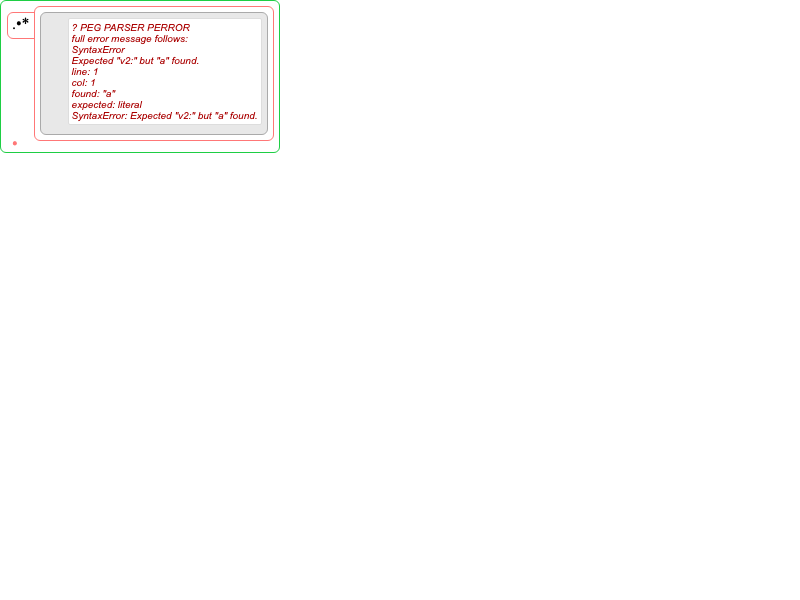 .•*
? PEG PARSER PERROR
full error message follows:
SyntaxError
Expected "v2:" but "a" found.
line: 1
col: 1
found: "a"
expected: literal
SyntaxError: Expected "v2:" but "a" found.